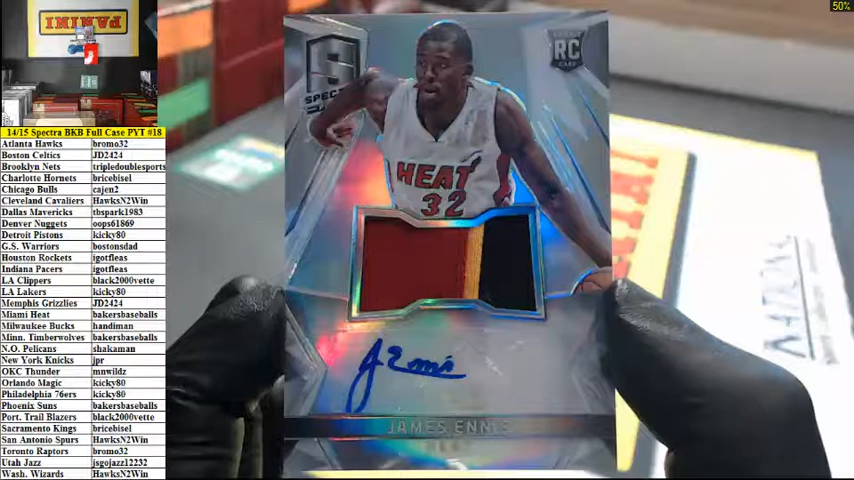 50%
PANINI
14/15 Spectra BKB Full Case PYT #18
Atlanta Hawks bromo32
Boston Celtics JD2424
Brooklyn Nets tripledoublesports
Charlotte Hornets bricebisel
Chicago Bulls cajen2
Cleveland Cavaliers HawksN2Win
Dallas Mavericks tbspark1983
Denver Nuggets oops61869
Detroit Pistons kicky80
G.S. Warriors bostonsdad
Houston Rockets igotfleas
Indiana Pacers igotfleas
LA Clippers black2000vette
LA Lakers kicky80
Memphis Grizzlies JD2424
Miami Heat bakersbaseballs
Milwaukee Bucks handiman
Minn. Timberwolves bakersbaseballs
N.O. Pelicans shakaman
New York Knicks jpr
OKC Thunder mnwildz
Orlando Magic kicky80
Philadelphia 76ers kicky80
Phoenix Suns bakersbaseballs
Port. Trail Blazers black2000vette
Sacramento Kings bricebisel
San Antonio Spurs HawksN2Win
Toronto Raptors bromo32
Utah Jazz jsgojazz12232
Wash. Wizards HawksN2Win
S
RC
HEAT
32
J Ennis
JAMES ENNIS